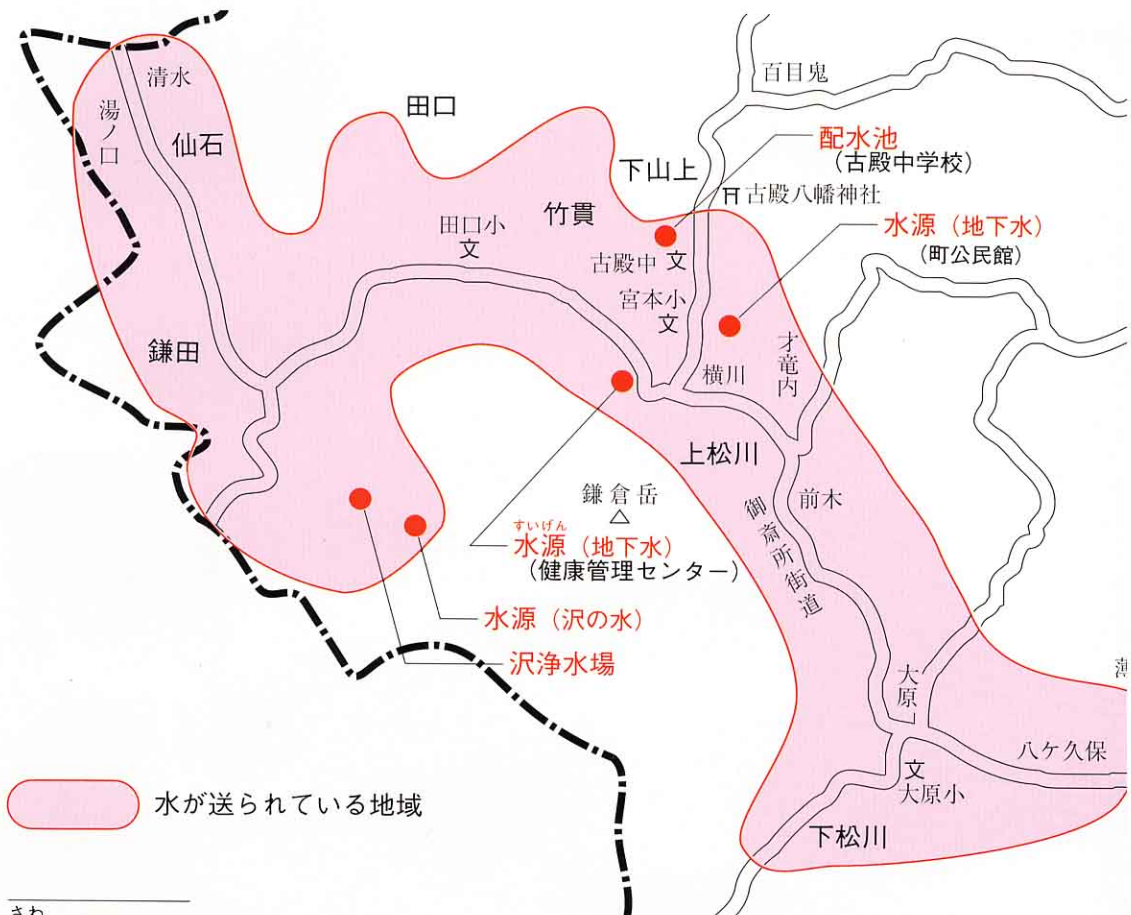 清水
湯ノ口
仙石
田口
百目鬼
配水池
(古殿中学校)
下山上
古殿八幡神社
竹貫
水源(地下水)
(町公民館)
田口小
文
古殿中
文
宮本小
文
才竜内
鎌田
横川
上松川
鎌倉岳
前木
御斎所街道
すいげん
水源(地下水)
(健康管理センター)
水源(沢の水)
沢浄水場
大原
八ケ久保
文
大原小
水が送られている地域
下松川
さわ